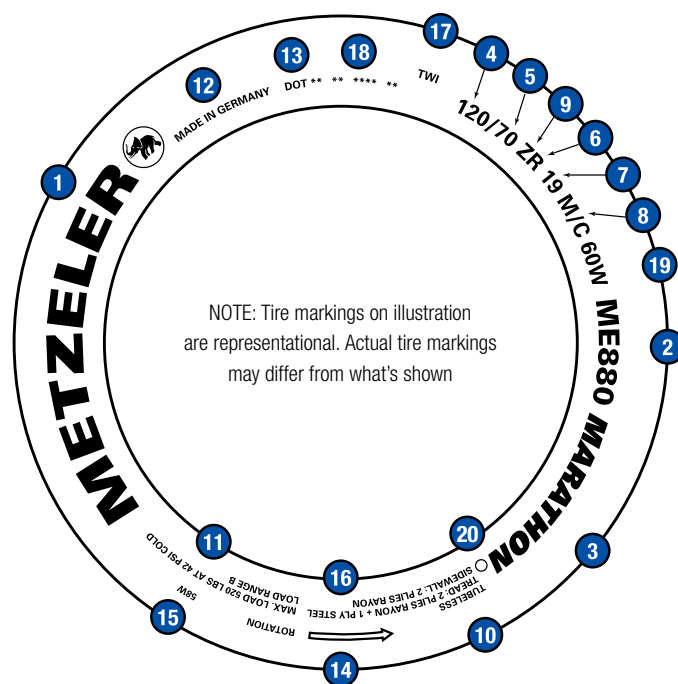 METZELER
MADE IN GERMANY
DOT ** ** **** **
TWI
120/70 ZR 19 M/C 60W
ME880 MARATHON
TUBELESS
TREAD: 2 PLIES RAYON + 1 PLY STEEL
SIDEWALL: 2 PLIES RAYON
ROTATION
MAX. LOAD 520 LBS AT 42 PSI COLD
LOAD RANGE B
58W
NOTE: Tire markings on illustration
are representational. Actual tire markings
may differ from what's shown
1
12
13
18
17
4
5
9
6
7
8
19
2
3
20
10
16
14
11
15